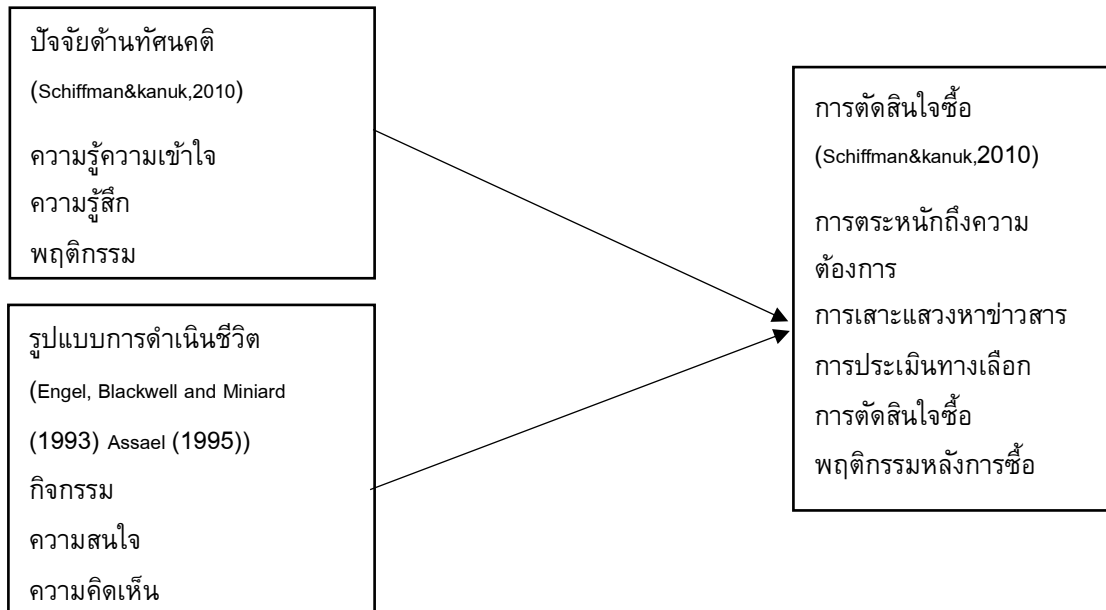 ปัจจัยด้านทัศนคติ
(Schiffman&kanuk,2010)
ความรู้ความเข้าใจ
ความรู้สึก
พฤติกรรม
รูปแบบการดำเนินชีวิต
(Engel, Blackwell and Miniard
(1993) Assael (1995))
กิจกรรม
ความสนใจ
ความคิดเห็น
การตัดสินใจซื้อ
(Schiffman&kanuk,2010)
การตระหนักถึงความ
ต้องการ
การเสาะแสวงหาข่าวสาร
การประเมินทางเลือก
การตัดสินใจซื้อ
พฤติกรรมหลังการซื้อ